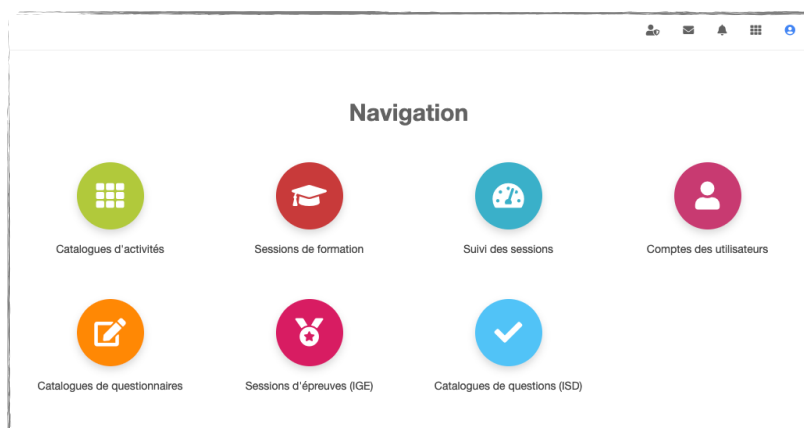 Navigation
Catalogues d'activités
Sessions de formation
Suivi des sessions
Comptes des utilisateurs
Catalogues de questionnaires
Sessions d'épreuves (IGE)
Catalogues de questions (ISD)